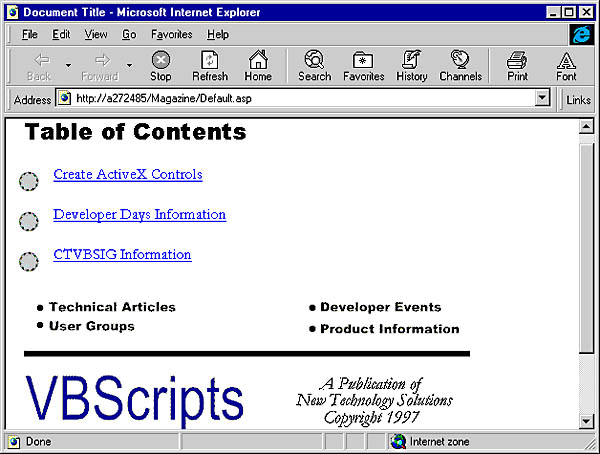 Document Title - Microsoft Internet Explorer
File Edit View Go Favorites Help
Back Forward Stop Refresh Home Search Favorites History Channels Print Font
Address http://a272485/Magazine/Default.asp Links
Table of Contents
Create ActiveX Controls
Developer Days Information
CTVBSIG Information
Technical Articles Developer Events
User Groups Product Information
VBScripts
A Publication of
New Technology Solutions
Copyright 1997
Done Internet zone